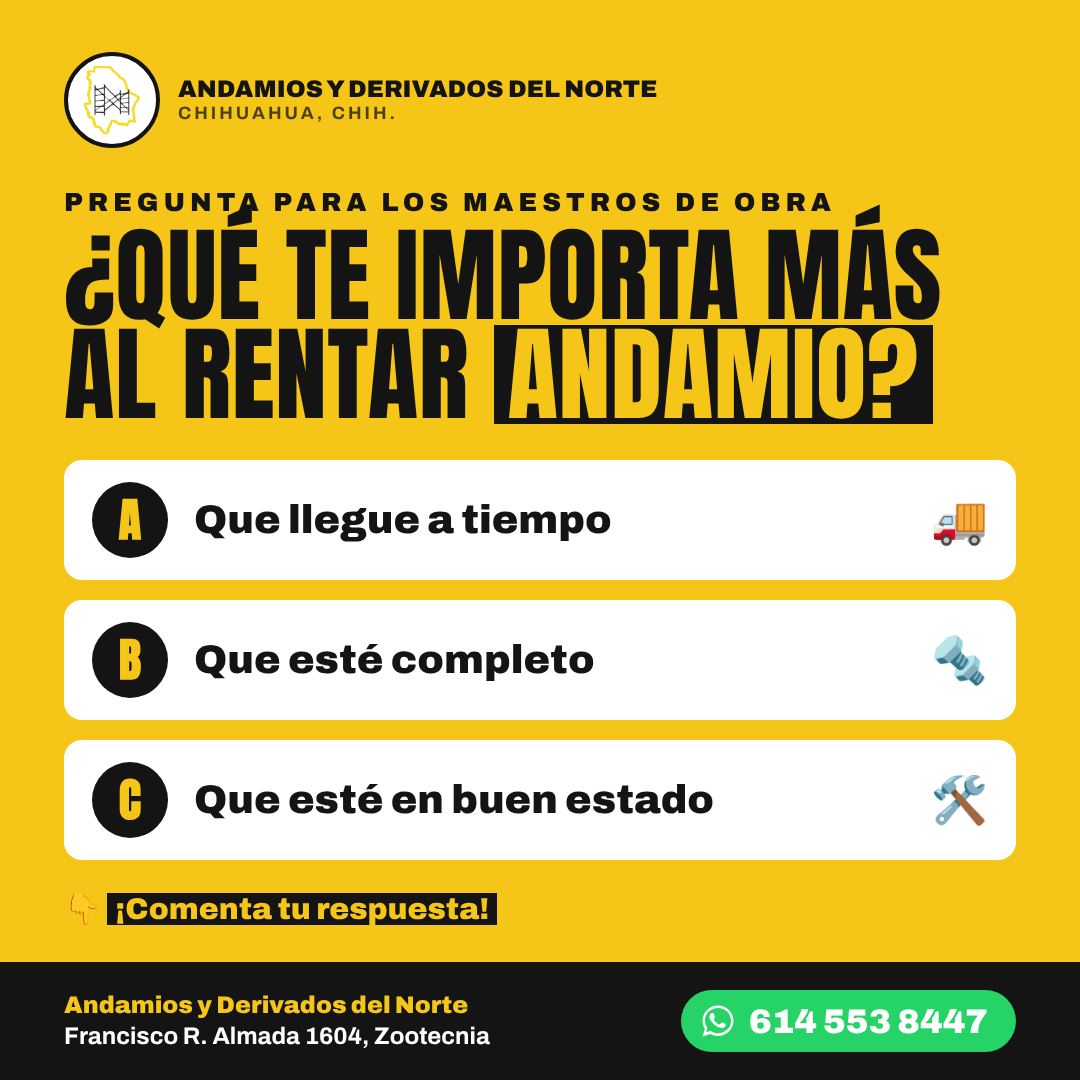 ANDAMIOS Y DERIVADOS DEL NORTE
CHIHUAHUA, CHIH.
PREGUNTA PARA LOS MAESTROS DE OBRA
¿QUÉ TE IMPORTA MÁS
AL RENTAR ANDAMIO?
A Que llegue a tiempo
B Que esté completo
C Que esté en buen estado
¡Comenta tu respuesta!
Andamios y Derivados del Norte
Francisco R. Almada 1604, Zootecnia
614 553 8447